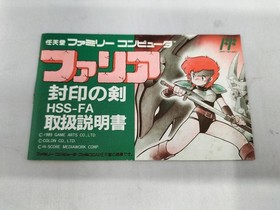 任天堂 ファミリー コンピュータ
ファリア
封印の剣
HSS-FA
取扱説明書
©1989 GAME ARTS CO.,LTD.
©COLOR CO., LTD.
©HI-SCORE MEDIAWORK CORP.